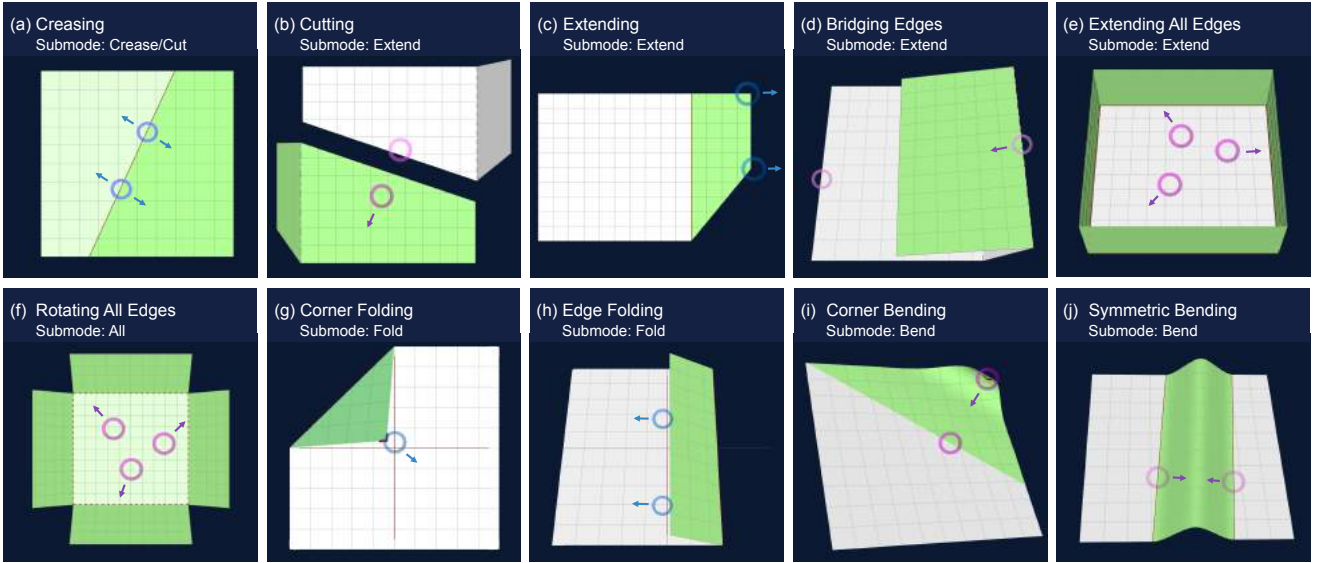 (a) Creasing
Submode: Crease/Cut
(b) Cutting
Submode: Extend
(c) Extending
Submode: Extend
(d) Bridging Edges
Submode: Extend
(e) Extending All Edges
Submode: Extend
(f) Rotating All Edges
Submode: All
(g) Corner Folding
Submode: Fold
(h) Edge Folding
Submode: Fold
(i) Corner Bending
Submode: Bend
(j) Symmetric Bending
Submode: Bend